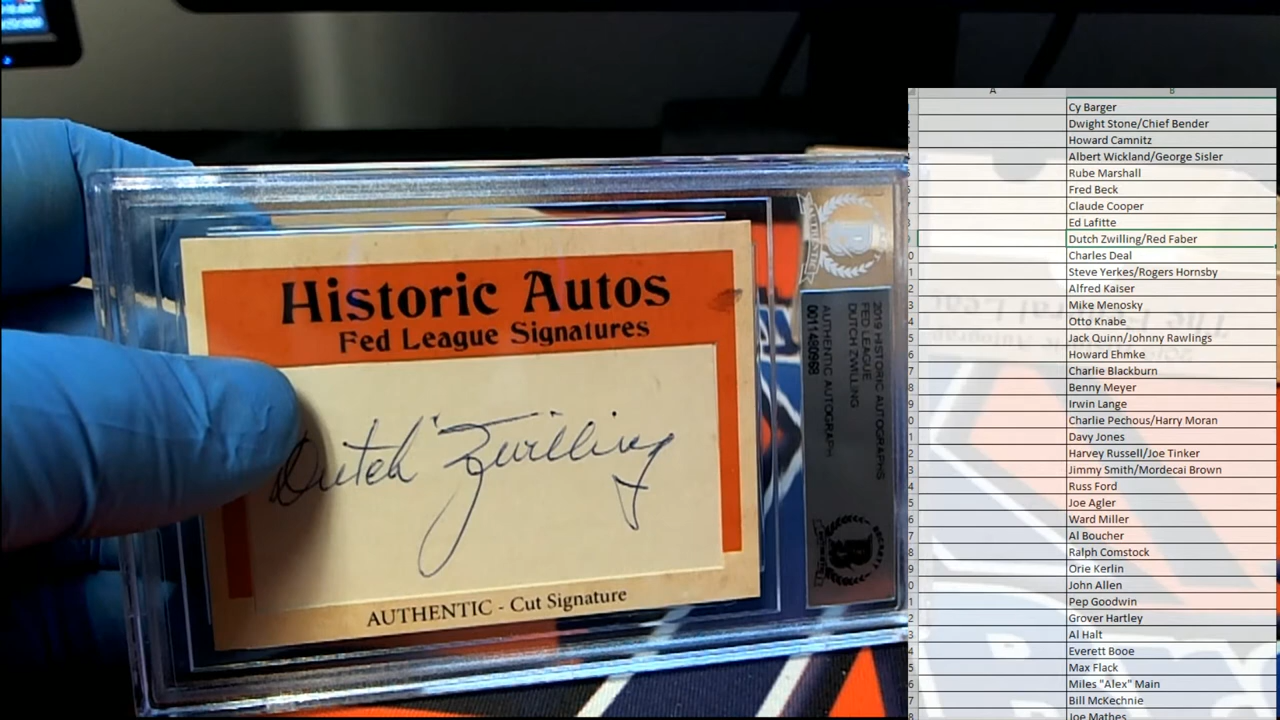 Historic Autos
Fed League Signatures
Dutch Zwilling
AUTHENTIC - Cut Signature
2019 HISTORIC AUTOGRAPHS
FED LEAGUE
DUTCH ZWILLING
AUTHENTIC AUTOGRAPH
A
B
Cy Barger
Dwight Stone/Chief Bender
Howard Camnitz
Albert Wickland/George Sisler
Rube Marshall
Fred Beck
Claude Cooper
Ed Lafitte
Dutch Zwilling/Red Faber
Charles Deal
Steve Yerkes/Rogers Hornsby
Alfred Kaiser
Mike Menosky
Otto Knabe
Jack Quinn/Johnny Rawlings
Howard Ehmke
Charlie Blackburn
Benny Meyer
Irwin Lange
Charlie Pechous/Harry Moran
Davy Jones
Harvey Russell/Joe Tinker
Jimmy Smith/Mordecai Brown
Russ Ford
Joe Agler
Ward Miller
Al Boucher
Ralph Comstock
Orie Kerlin
John Allen
Pep Goodwin
Grover Hartley
Al Halt
Everett Booe
Max Flack
Miles "Alex" Main
Bill McKechnie
Joe Mathes